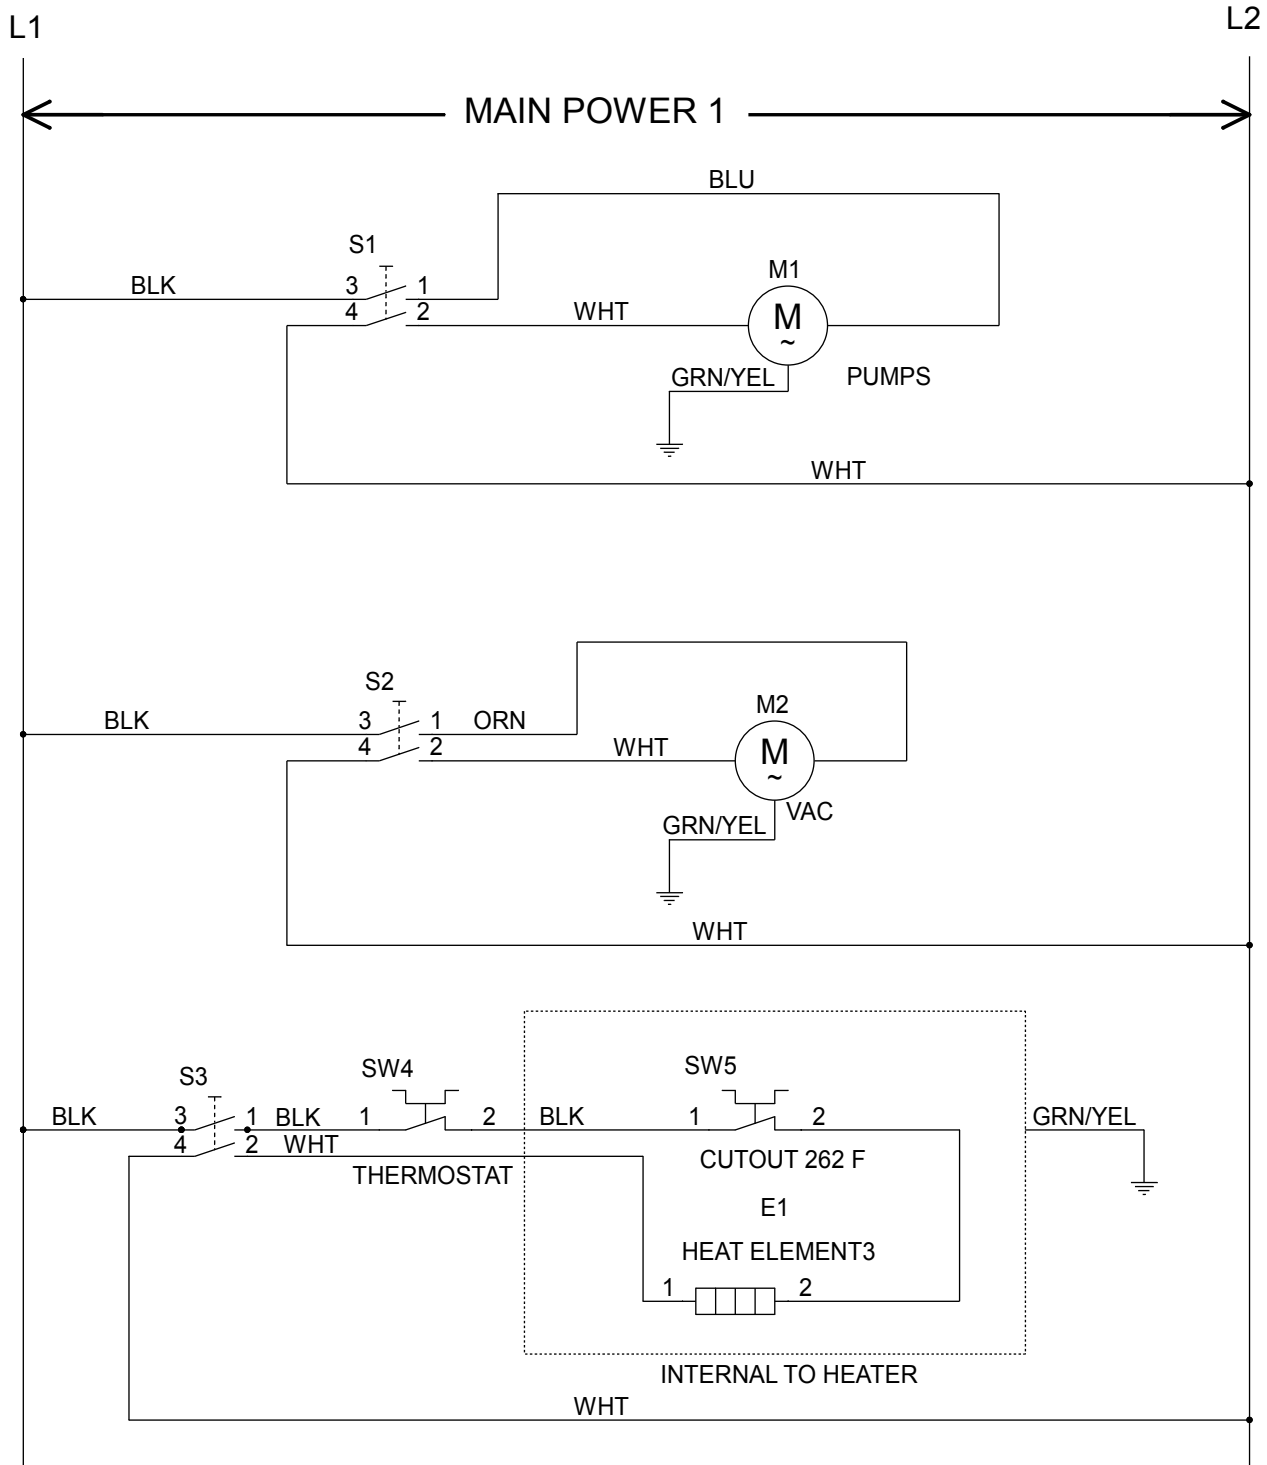 L1
L2
MAIN POWER 1
BLU
S1
BLK
3
1
4
2
WHT
M1
M
~
GRN/YEL
PUMPS
WHT
S2
BLK
3
1
ORN
4
2
WHT
M2
M
~
VAC
GRN/YEL
WHT
S3
SW4
SW5
BLK
3
1
BLK
1
2
BLK
1
2
GRN/YEL
4
2
WHT
THERMOSTAT
CUTOUT 262 F
E1
HEAT ELEMENT3
1
2
INTERNAL TO HEATER
WHT